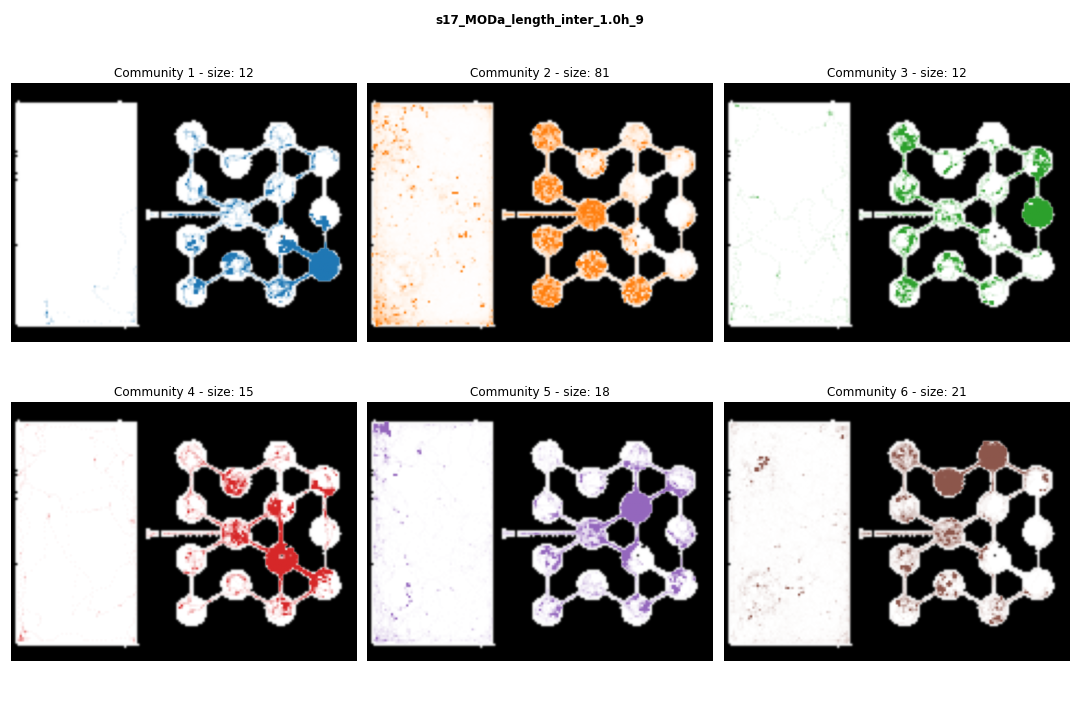 s17_MODa_length_inter_1.0h_9
Community 1 - size: 12
Community 2 - size: 81
Community 3 - size: 12
Community 4 - size: 15
Community 5 - size: 18
Community 6 - size: 21